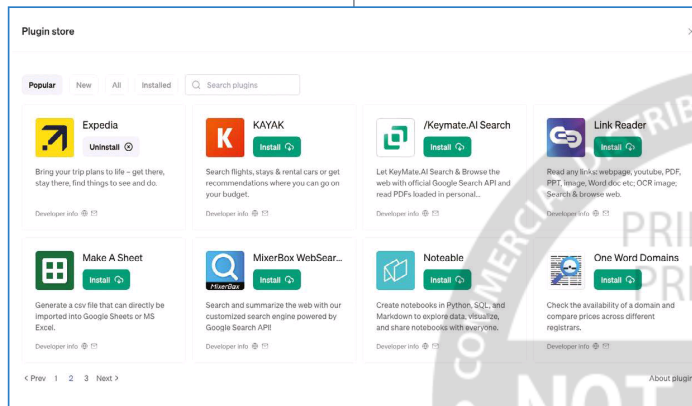 Plugin store
Popular New All Installed Search plugins
Expedia
Uninstall
Bring your trip plans to life – get there,
stay there, find things to see and do.
Developer info
KAYAK
Install
Search flights, stays & rental cars or get
recommendations where you can go on
your budget.
Developer info
/Keymate.AI Search
Install
Let KeyMate.AI Search & Browse the
web with official Google Search API and
read PDFs loaded in personal...
Developer info
Link Reader
Install
Read any links: webpage, youtube, PDF,
PPT, image, Word doc etc; OCR image;
Search & browse web.
Developer info
Make A Sheet
Install
Generate a csv file that can directly be
imported into Google Sheets or MS
Excel.
Developer info
MixerBox
MixerBox WebSear...
Install
Search and summarize the web with our
customized search engine powered by
Google Search API!
Developer info
Noteable
Install
Create notebooks in Python, SQL, and
Markdown to explore data, visualize,
and share notebooks with everyone.
Developer info
One Word Domains
Install
Check the availability of a domain and
compare prices across different
registrars.
Developer info
< Prev 1 2 3 Next >
About plugin
NOT